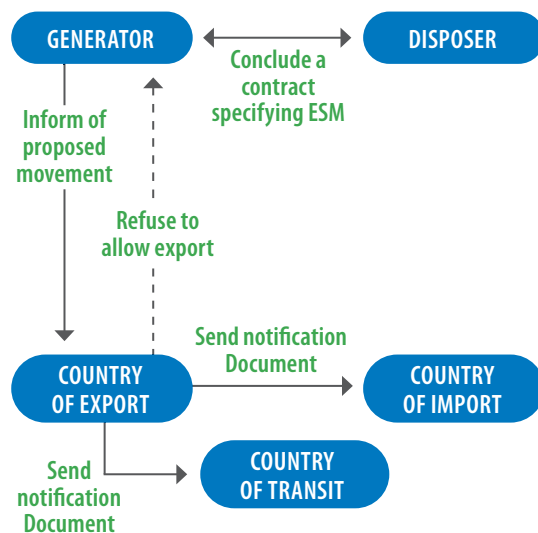 GENERATOR
DISPOSER
Conclude a
contract
specifying ESM
Inform of
proposed
movement
Refuse to
allow export
Send notification
Document
COUNTRY
OF EXPORT
COUNTRY
OF IMPORT
Send
notification
Document
COUNTRY
OF TRANSIT